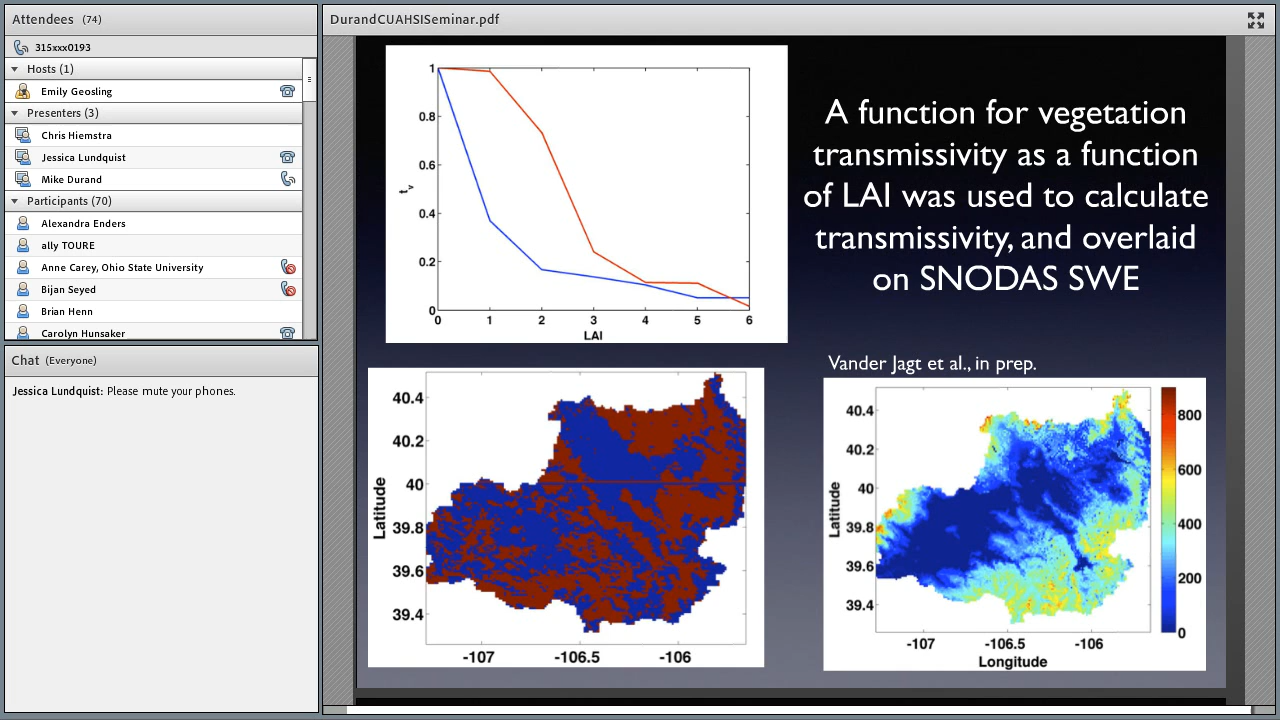 Attendees (74)
315xxx0193
Hosts (1)
Emily Geosling
Presenters (3)
Chris Hiemstra
Jessica Lundquist
Mike Durand
Participants (70)
Alexandra Enders
ally TOURE
Anne Carey, Ohio State University
Bijan Seyed
Brian Henn
Carolyn Hunsaker
Chat (Everyone)
Jessica Lundquist: Please mute your phones.
DurandCUAHSISeminar.pdf
1
0.8
0.6
0.4
0.2
0
t_v
0 1 2 3 4 5 6
LAI
A function for vegetation
transmissivity as a function
of LAI was used to calculate
transmissivity, and overlaid
on SNODAS SWE
40.4
40.2
40
39.8
39.6
39.4
Latitude
-107 -106.5 -106
Vander Jagt et al., in prep.
40.4
40.2
40
39.8
39.6
39.4
Latitude
-107 -106.5 -106
Longitude
800
600
400
200
0